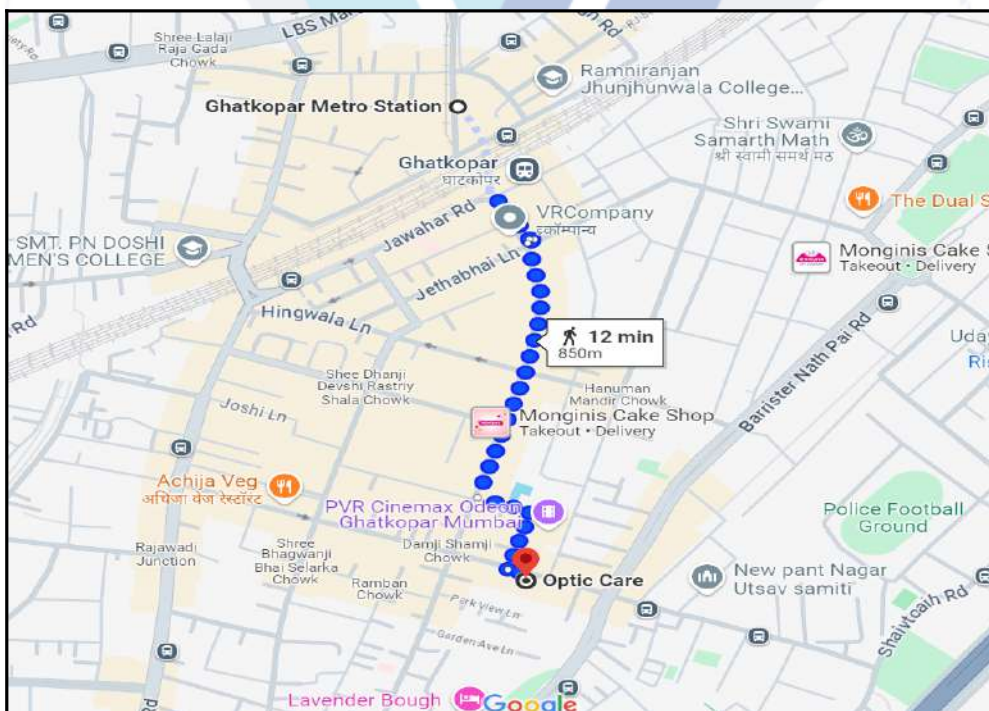 LBS Mar
Shree Lalaji
Raja Gada
Chowk
Ramniranjan
Jhunjhunwala College...
Ghatkopar Metro Station
Shri Swami
Samarth Math
श्री स्वामी समर्थ मठ
Ghatkopar
घाटकोपर
The Dual S
VRCompany
Jawahar Rd
SMT. PN DOSHI
MEN'S COLLEGE
Monginis Cake S
Takeout • Delivery
Jethabhai Ln
Hingwala Ln
12 min
850m
Uday
Ris
Shee Dhanji
Devshi Rastriy
Shala Chowk
Hanuman
Mandir Chowk
Barrister Nath Pai Rd
Joshi Ln
Monginis Cake Shop
Takeout • Delivery
Achija Veg
अचिजा वेज रेस्टॉरंट
PVR Cinemax Odeon
Ghatkopar Mumbai
Police Football
Ground
Rajawadi
Junction
Shree
Bhagwanji
Bhai Selarka
Chowk
Damji Shamji
Chowk
Ramban
Chowk
Optic Care
New pant Nagar
Utsav samiti
Park View Ln
Garden Ave Ln
Lavender Bough
Google